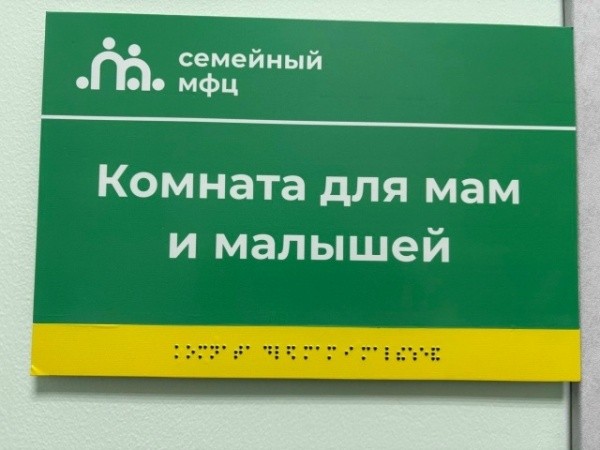 семейный
мфц
Комната для мам
и малышей